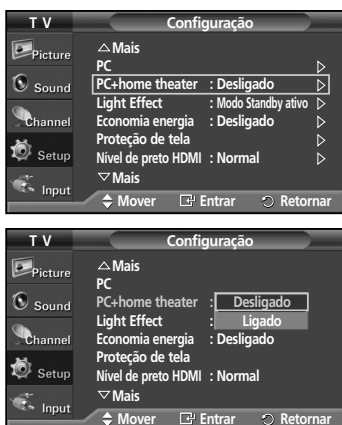 T V Configuração
Picture
Sound
Channel
Setup
Input
△ Mais
PC ▷
PC+home theater : Desligado ▷
Light Effect : Modo Standby ativo ▷
Economia energia : Desligado ▷
Proteção de tela ▷
Nível de preto HDMI : Normal ▷
▽ Mais
Mover Entrar Retornar
T V Configuração
Picture
Sound
Channel
Setup
Input
△ Mais
PC
PC+home theater : Desligado
Light Effect : Ligado
Economia energia : Desligado
Proteção de tela
Nível de preto HDMI : Normal
▽ Mais
Mover Entrar Retornar